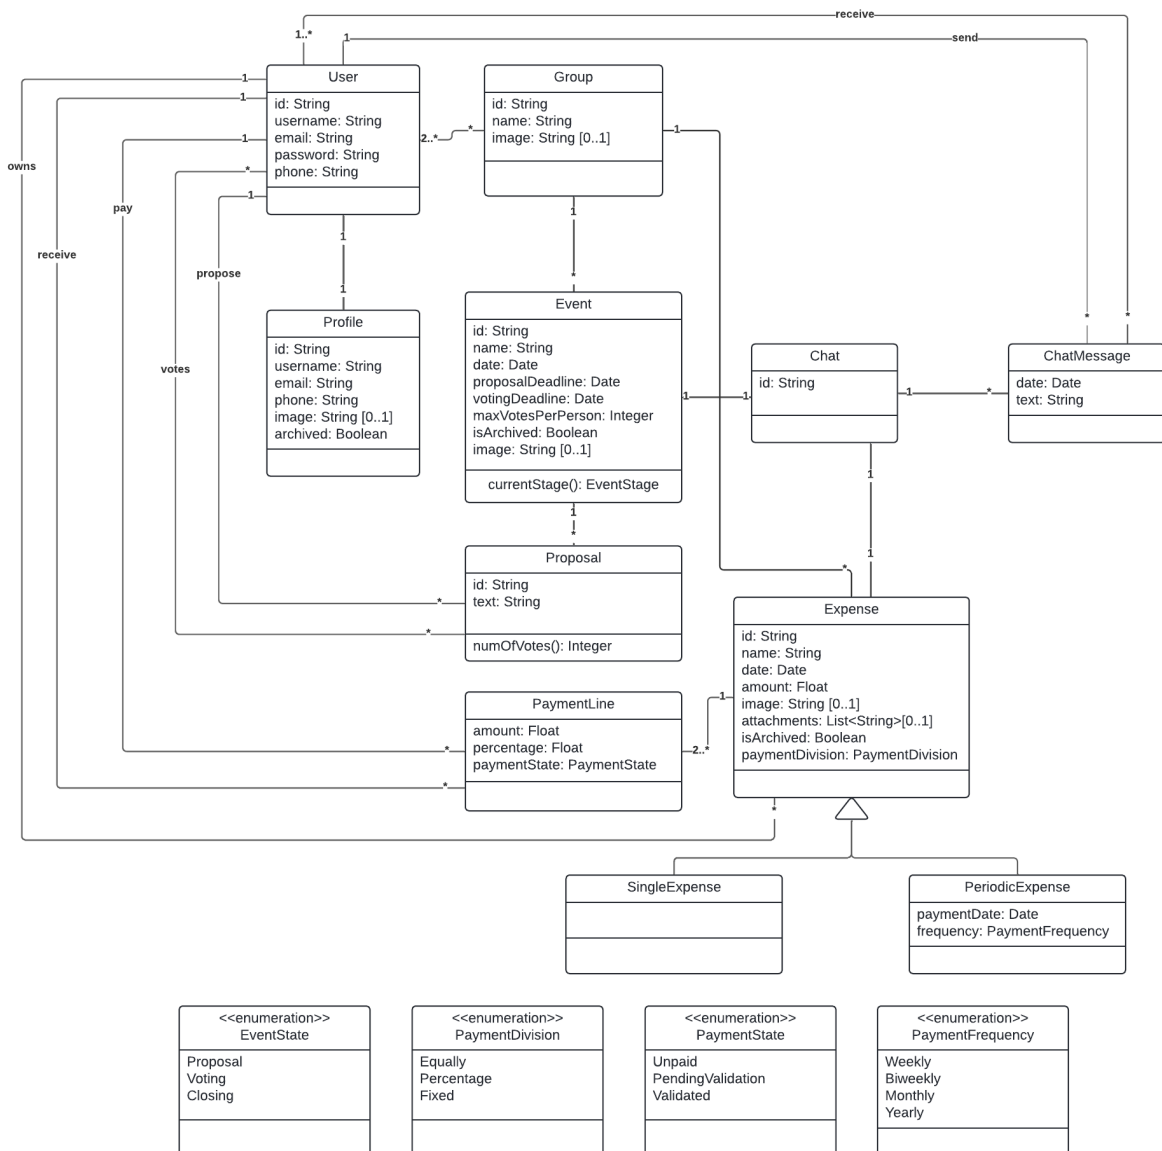 receive
1..*
1
send
1
User
Group
id: String
username: String
email: String
password: String
phone: String
id: String
name: String
image: String [0..1]
1
1
2..*
*
1
owns
*
1
pay
1
1
receive
propose
*
1
Event
Profile
id: String
name: String
date: Date
proposalDeadline: Date
votingDeadline: Date
maxVotesPerPerson: Integer
isArchived: Boolean
image: String [0..1]
currentStage(): EventStage
id: String
username: String
email: String
phone: String
image: String [0..1]
archived: Boolean
*
*
Chat
ChatMessage
id: String
date: Date
text: String
votes
1
1
1
*
1
1
1
*
Proposal
id: String
text: String
numOfVotes(): Integer
*
*
*
Expense
id: String
name: String
date: Date
amount: Float
image: String [0..1]
attachments: List<String>[0..1]
isArchived: Boolean
paymentDivision: PaymentDivision
PaymentLine
amount: Float
percentage: Float
paymentState: PaymentState
1
2..*
*
*
*
SingleExpense
PeriodicExpense
paymentDate: Date
frequency: PaymentFrequency
<<enumeration>>
EventState
Proposal
Voting
Closing
<<enumeration>>
PaymentDivision
Equally
Percentage
Fixed
<<enumeration>>
PaymentState
Unpaid
PendingValidation
Validated
<<enumeration>>
PaymentFrequency
Weekly
Biweekly
Monthly
Yearly